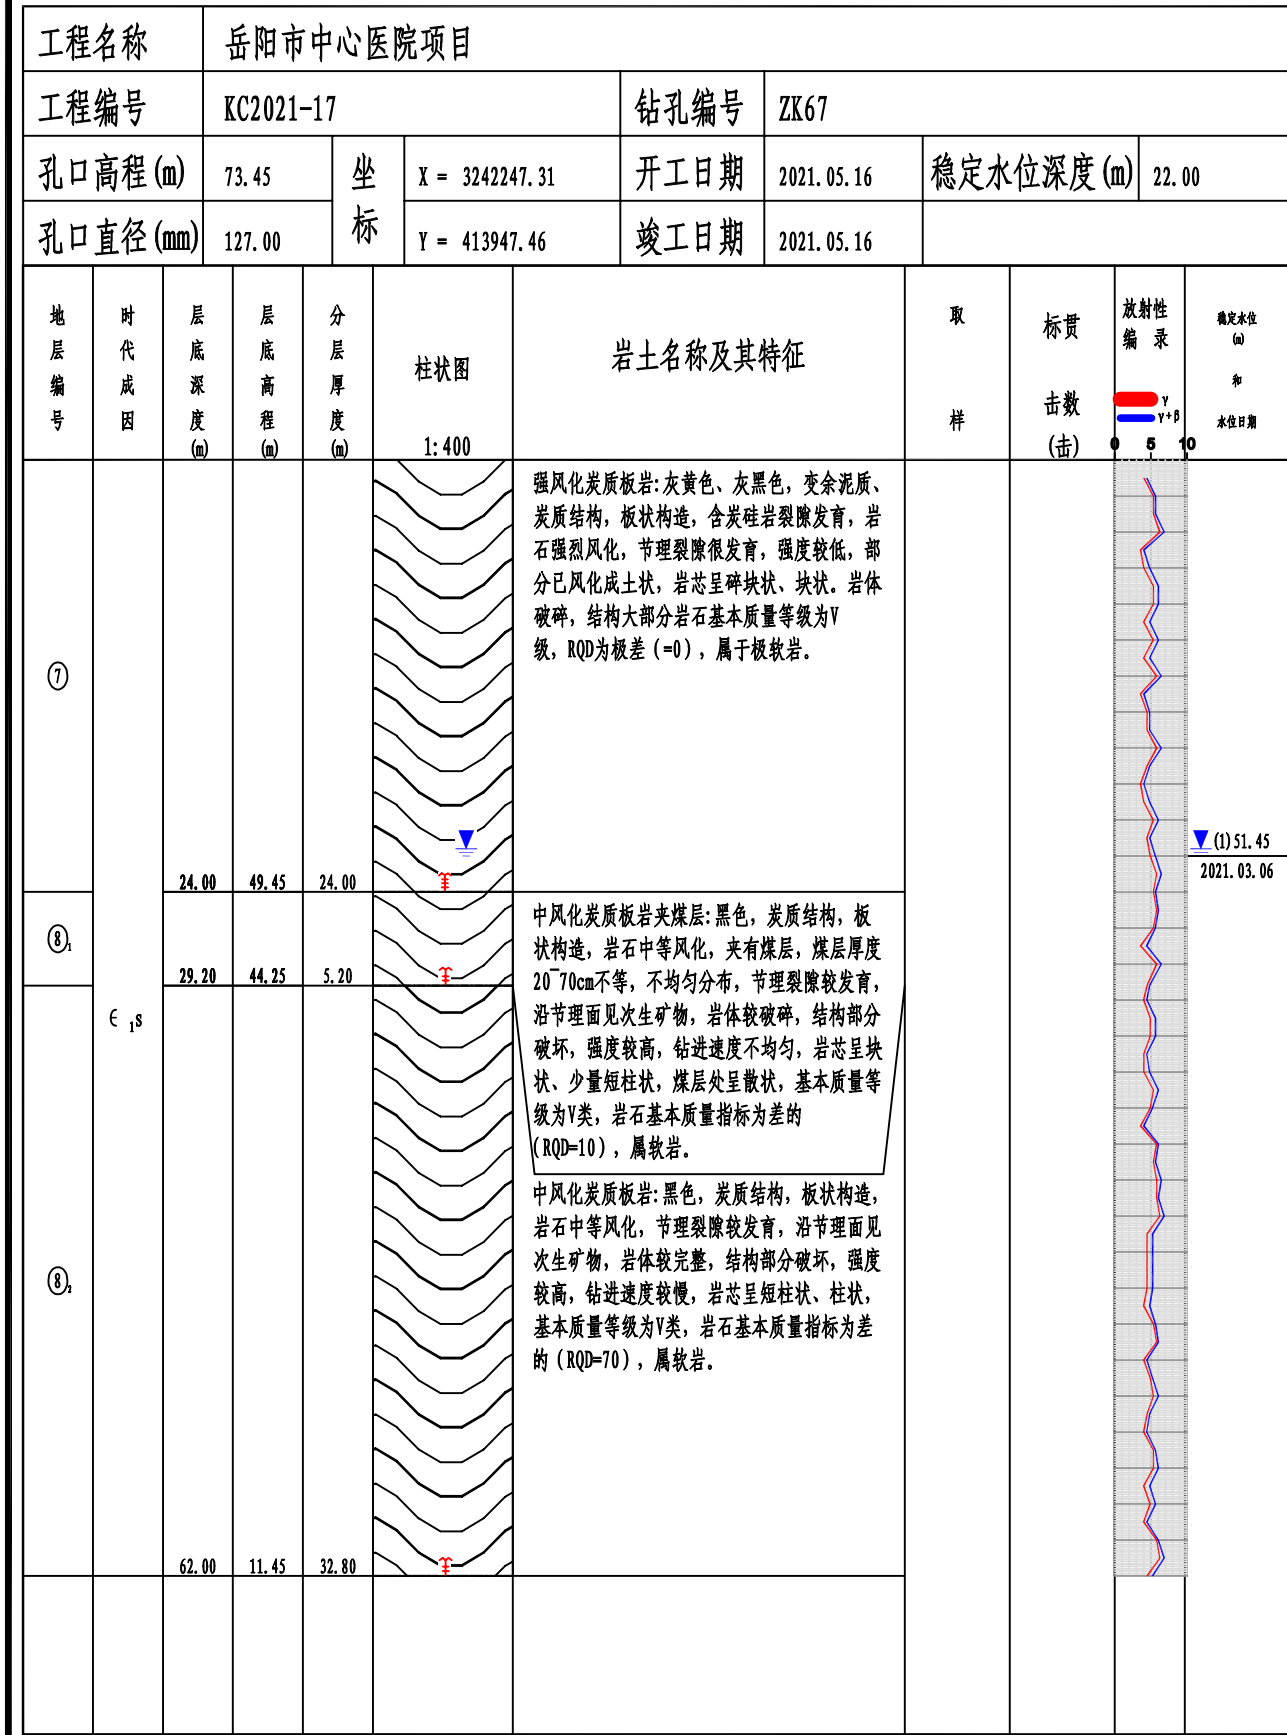 工程名称 岳阳市中心医院项目
工程编号 KC2021-17 钻孔编号 ZK67
孔口高程(m) 73.45 坐标 X = 3242247.31 开工日期 2021.05.16 稳定水位深度(m) 22.00
孔口直径(mm) 127.00 Y = 413947.46 竣工日期 2021.05.16
地层编号 时代成因 层底深度(m) 层底高程(m) 分层厚度(m) 柱状图 1:400 岩土名称及其特征 取样 标贯击数(击) 放射性编录 γ γ+β 0 5 10 稳定水位(m)和水位日期
强风化炭质板岩:灰黄色、灰黑色，变余泥质、
炭质结构，板状构造，含炭硅岩裂隙发育，岩
石强烈风化，节理裂隙很发育，强度较低，部
分已风化成土状，岩芯呈碎块状、块状。岩体
破碎，结构大部分岩石基本质量等级为V
级，RQD为极差（=0），属于极软岩。
⑦
(1)51.45
2021.03.06
24.00 49.45 24.00
中风化炭质板岩夹煤层:黑色，炭质结构，板
状构造，岩石中等风化，夹有煤层，煤层厚度
20~70cm不等，不均匀分布，节理裂隙较发育，
沿节理面见次生矿物，岩体较破碎，结构部分
破坏，强度较高，钻进速度不均匀，岩芯呈块
状、少量短柱状，煤层处呈散状，基本质量等
级为V类，岩石基本质量指标为差的
（RQD=10），属软岩。
⑧1
29.20 44.25 5.20
∈1s
中风化炭质板岩:黑色，炭质结构，板状构造，
岩石中等风化，节理裂隙较发育，沿节理面见
次生矿物，岩体较完整，结构部分破坏，强度
较高，钻进速度较慢，岩芯呈短柱状、柱状，
基本质量等级为V类，岩石基本质量指标为差
的（RQD=70），属软岩。
⑧2
62.00 11.45 32.80